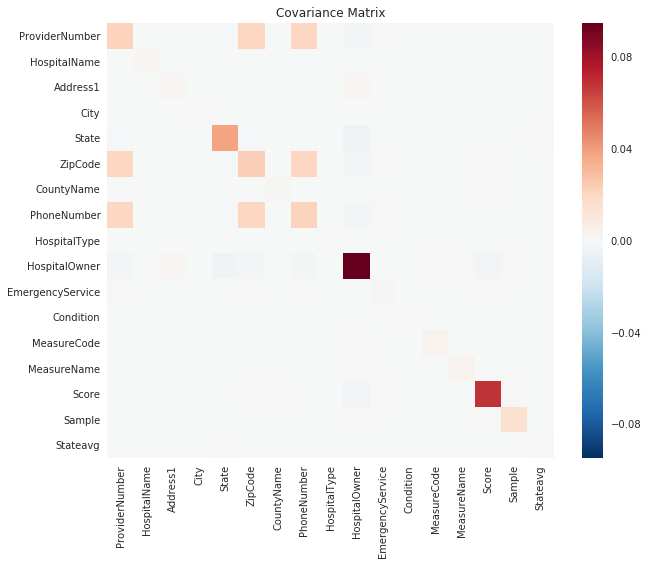 Covariance Matrix
ProviderNumber
HospitalName
Address1
City
State
ZipCode
CountyName
PhoneNumber
HospitalType
HospitalOwner
EmergencyService
Condition
MeasureCode
MeasureName
Score
Sample
Stateavg
0.08
0.04
0.00
−0.04
−0.08
ProviderNumber
HospitalName
Address1
City
State
ZipCode
CountyName
PhoneNumber
HospitalType
HospitalOwner
EmergencyService
Condition
MeasureCode
MeasureName
Score
Sample
Stateavg